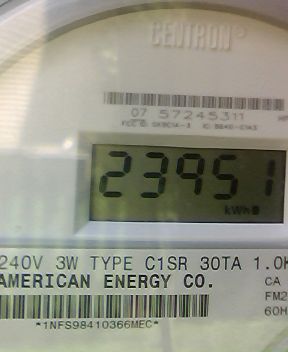 CENTRON®
07 57245311
23951
kWh
240V 3W TYPE C1SR 30TA 1.0K
AMERICAN ENERGY CO.
CA
FM2
60H
*1NFS98410366MEC*